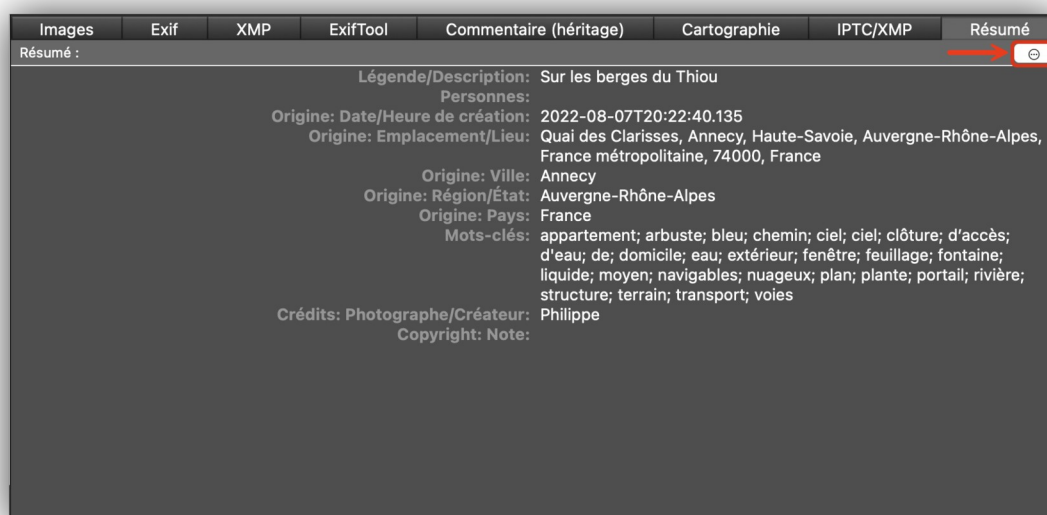 Images Exif XMP ExifTool Commentaire (héritage) Cartographie IPTC/XMP Résumé
Résumé :
Légende/Description: Sur les berges du Thiou
Personnes:
Origine: Date/Heure de création: 2022-08-07T20:22:40.135
Origine: Emplacement/Lieu: Quai des Clarisses, Annecy, Haute-Savoie, Auvergne-Rhône-Alpes,
France métropolitaine, 74000, France
Origine: Ville: Annecy
Origine: Région/État: Auvergne-Rhône-Alpes
Origine: Pays: France
Mots-clés: appartement; arbuste; bleu; chemin; ciel; ciel; clôture; d’accès;
d'eau; de; domicile; eau; extérieur; fenêtre; feuillage; fontaine;
liquide; moyen; navigables; nuageux; plan; plante; portail; rivière;
structure; terrain; transport; voies
Crédits: Photographe/Créateur: Philippe
Copyright: Note: